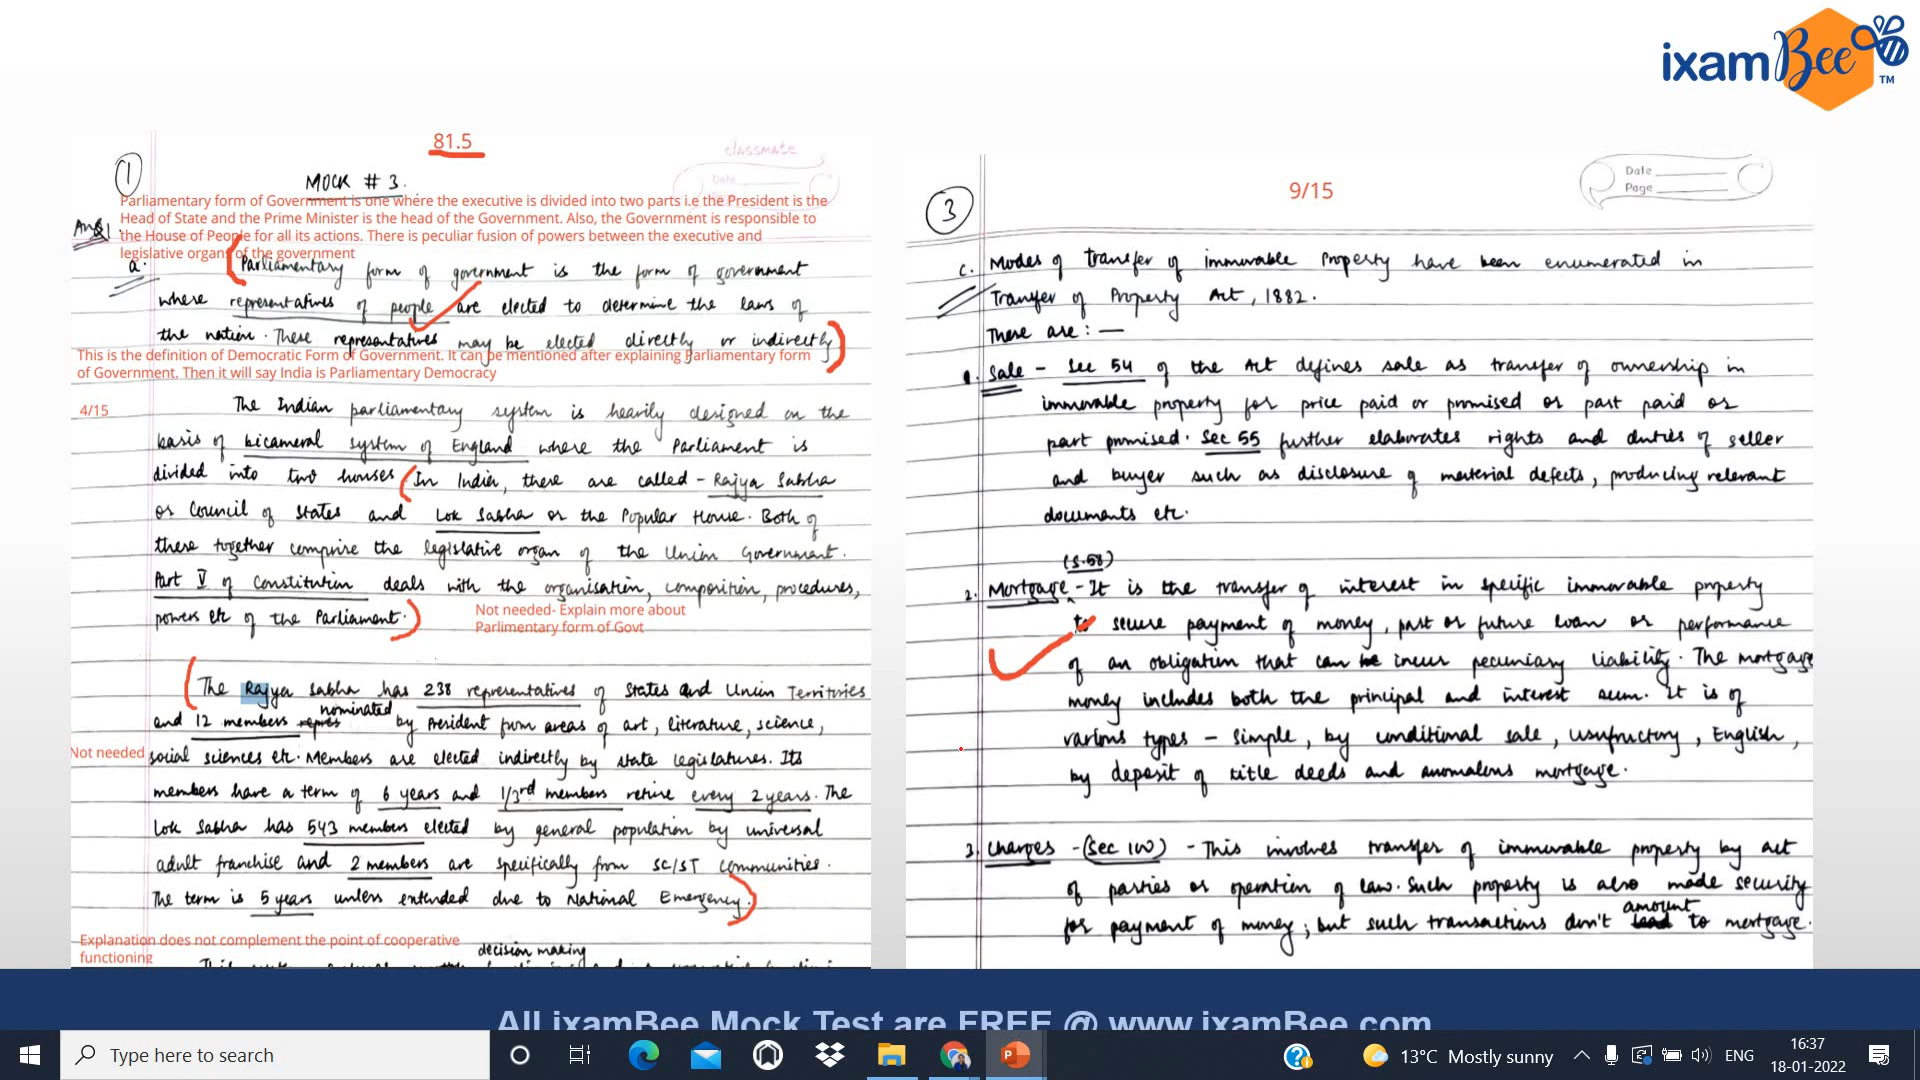 ixamBee
TM
81.5
classmate
Date
1
MOCK # 3.
Parliamentary form of Government is one where the executive is divided into two parts i.e the President is the
Head of State and the Prime Minister is the head of the Government. Also, the Government is responsible to
the House of People for all its actions. There is peculiar fusion of powers between the executive and
legislative organs of the government
Ans 1.
a. Parliamentary form of government is the form of government
where representatives of people are elected to determine the laws of
the nation. These representatives may be elected directly or indirectly
This is the definition of Democratic Form of Government. It can be mentioned after explaining Parliamentary form
of Government. Then it will say India is Parliamentary Democracy
4/15
The Indian parliamentary system is heavily designed on the
basis of bicameral system of England where the Parliament is
divided into two houses. In India, there are called - Rajya Sabha
or Council of States and Lok Sabha or the Popular House. Both of
these together comprise the legislative organ of the Union Government.
Part V of Constitution deals with the organisation, composition, procedures,
powers etc of the Parliament.
Not needed- Explain more about
Parlimentary form of Govt
The Rajya Sabha has 238 representatives of States and Union Territories
and 12 members nominated by President from areas of art, literature, science,
Not needed
social sciences etc. Members are elected indirectly by state legislatures. Its
members have a term of 6 years and 1/3rd members retire every 2 years. The
Lok Sabha has 543 members elected by general population by universal
adult franchise and 2 members are specifically from SC/ST communities.
The term is 5 years unless extended due to National Emergency.
Explanation does not complement the point of cooperative
functioning
decision making
9/15
Date
Page
3
c. Modes of transfer of immovable Property have been enumerated in
Transfer of Property Act, 1882.
There are: —
1. Sale - Sec 54 of the Act defines sale as transfer of ownership in
immovable property for price paid or promised or part paid or
part promised. Sec 55 further elaborates rights and duties of seller
and buyer such as disclosure of material defects, producing relevant
documents etc.
(S.58)
2. Mortgage - It is the transfer of interest in specific immovable property
to secure payment of money, past or future loan or performance
of an obligation that can be incur pecuniary liability. The mortgage
money includes both the principal and interest sum. It is of
various types - simple, by conditional sale, usufructory, English,
by deposit of title deeds and anomalous mortgage.
3. Charges - (Sec 100) - This involves transfer of immovable property by act
of parties or operation of law. Such property is also made security
for payment of money; but such transactions don't amount to mortgage.
All ixamBee Mock Test are FREE @ www.ixamBee.com
Type here to search
13°C Mostly sunny
ENG
16:37
18-01-2022